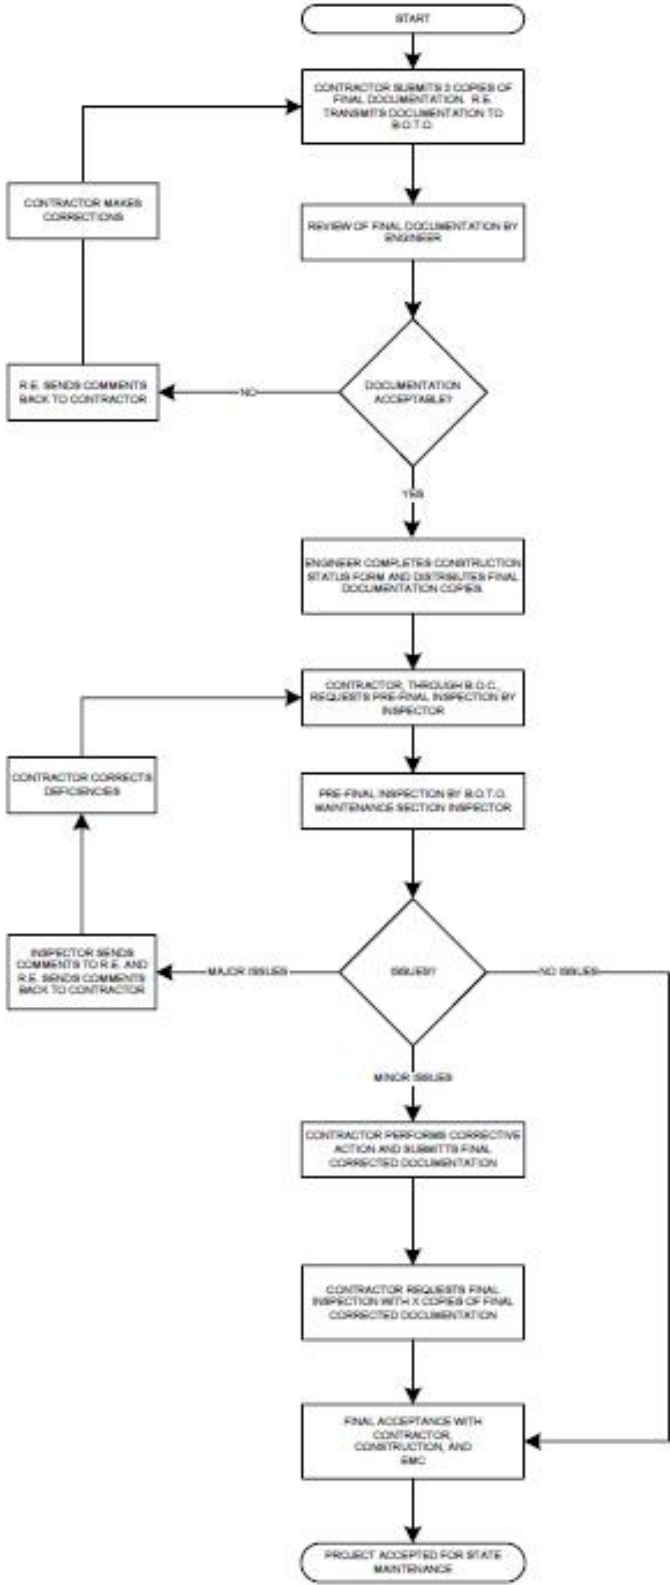 START
CONTRACTOR SUBMITS 3 COPIES OF
FINAL DOCUMENTATION. R.E.
TRANSMITS DOCUMENTATION TO
B.O.T.O.
CONTRACTOR MAKES
CORRECTIONS
REVIEW OF FINAL DOCUMENTATION BY
ENGINEER
R.E. SENDS COMMENTS
BACK TO CONTRACTOR
NO
DOCUMENTATION
ACCEPTABLE?
YES
ENGINEER COMPLETES CONSTRUCTION
STATUS FORM AND DISTRIBUTES FINAL
DOCUMENTATION COPIES.
CONTRACTOR, THROUGH B.O.C.,
REQUESTS PRE-FINAL INSPECTION BY
INSPECTOR
CONTRACTOR CORRECTS
DEFICIENCIES
PRE-FINAL INSPECTION BY B.O.T.O.
MAINTENANCE SECTION INSPECTOR
INSPECTOR SENDS
COMMENTS TO R.E. AND
R.E. SENDS COMMENTS
BACK TO CONTRACTOR
MAJOR ISSUES
ISSUES?
NO ISSUES
MINOR ISSUES
CONTRACTOR PERFORMS CORRECTIVE
ACTION AND SUBMITTS FINAL
CORRECTED DOCUMENTATION
CONTRACTOR REQUESTS FINAL
INSPECTION WITH X COPIES OF FINAL
CORRECTED DOCUMENTATION
FINAL ACCEPTANCE WITH
CONTRACTOR,
CONSTRUCTION, AND
EMC
PROJECT ACCEPTED FOR STATE
MAINTENANCE